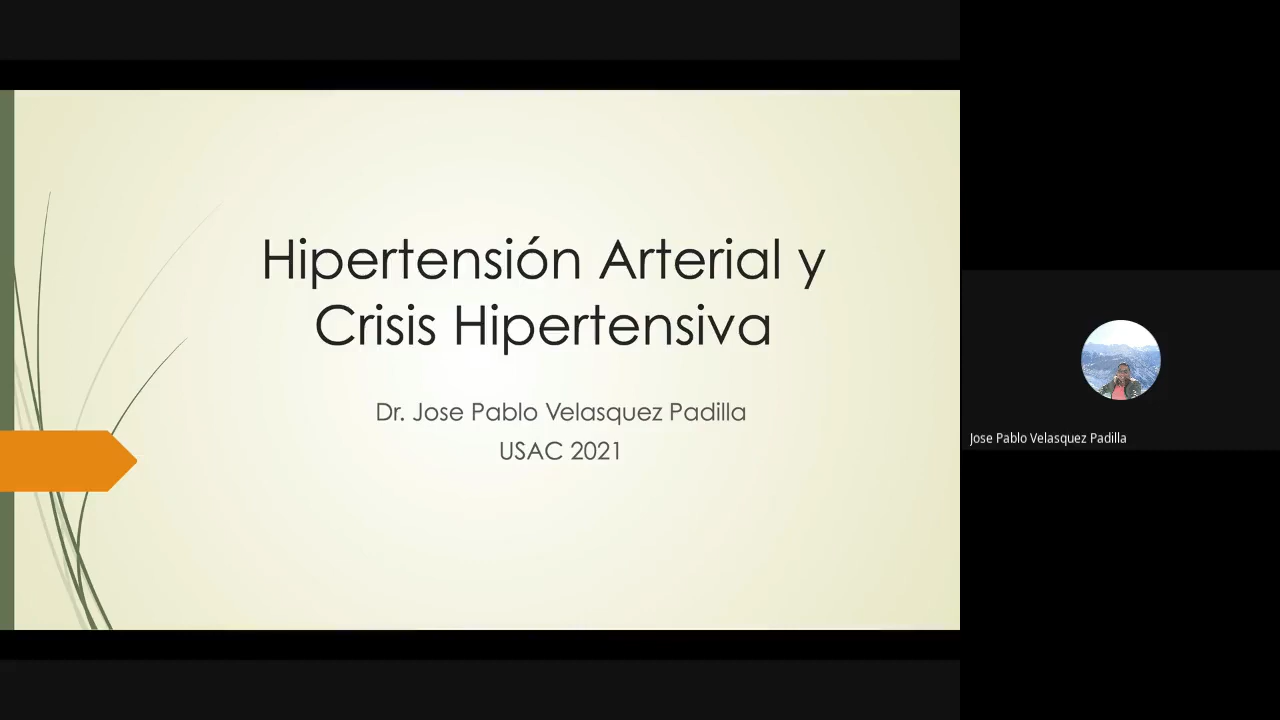 Hipertensión Arterial y
Crisis Hipertensiva
Dr. Jose Pablo Velasquez Padilla
USAC 2021
Jose Pablo Velasquez Padilla